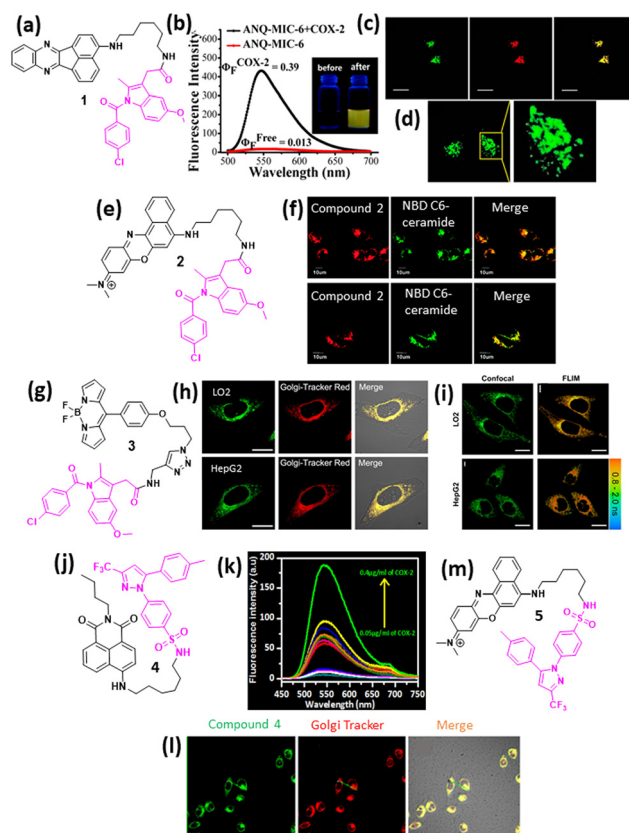 (a)
N
N
NH
NH
O
N
O
O
Cl
1
(b)
ANQ-MIC-6+COX-2
ANQ-MIC-6
ΦF COX-2 = 0.39
ΦF Free = 0.013
before after
Fluorescence Intensity
600
500
400
300
200
100
0
500 550 600 650 700
Wavelength (nm)
(c)
(d)
(e)
N
O
N
NH
NH
O
N
O
O
Cl
2
(f)
Compound 2 NBD C6-ceramide Merge
10um 10um 10um
Compound 2 NBD C6-ceramide Merge
10um 10um 10um
(g)
F
F
B
N
N
O
3
N
N
N
NH
O
N
O
O
Cl
(h)
LO2 Golgi-Tracker Red Merge
HepG2 Golgi-Tracker Red Merge
(i)
Confocal FLIM
LO2
HepG2
0.8 - 2.0 ns
(j)
F3C
N
N
O
N
O
O
S
O
NH
4
HN
(k)
Fluorescence Intensity (a.u)
200
150
100
50
0
0.4µg/ml of COX-2
0.05µg/ml of COX-2
450 500 550 600 650 700 750
Wavelength (nm)
(m)
N
O
N
NH
5
NH
O
S
O
N
N
CF3
(l)
Compound 4 Golgi Tracker Merge